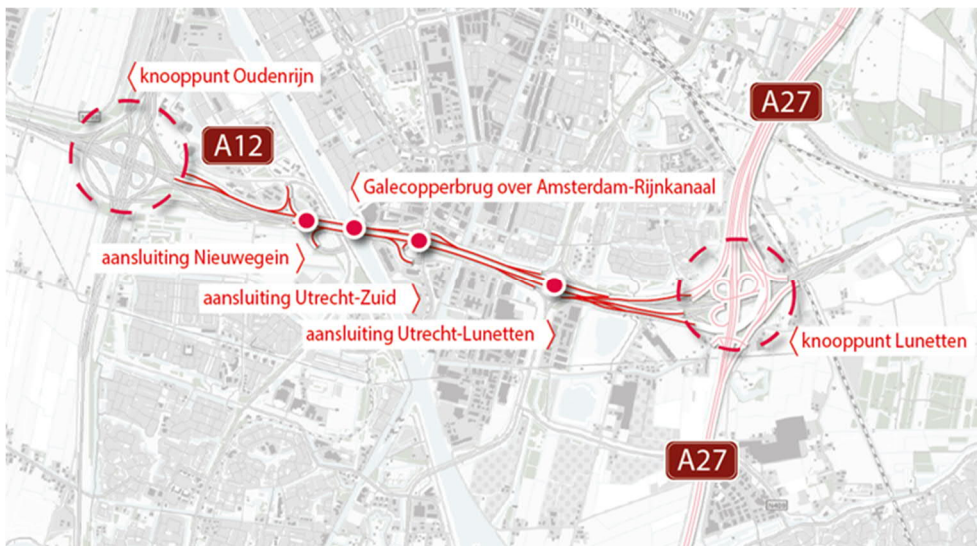 knooppunt Oudenrijn
A27
A12
Galecopperbrug over Amsterdam-Rijnkanaal
aansluiting Nieuwegein
aansluiting Utrecht-Zuid
aansluiting Utrecht-Lunetten
knooppunt Lunetten
A27